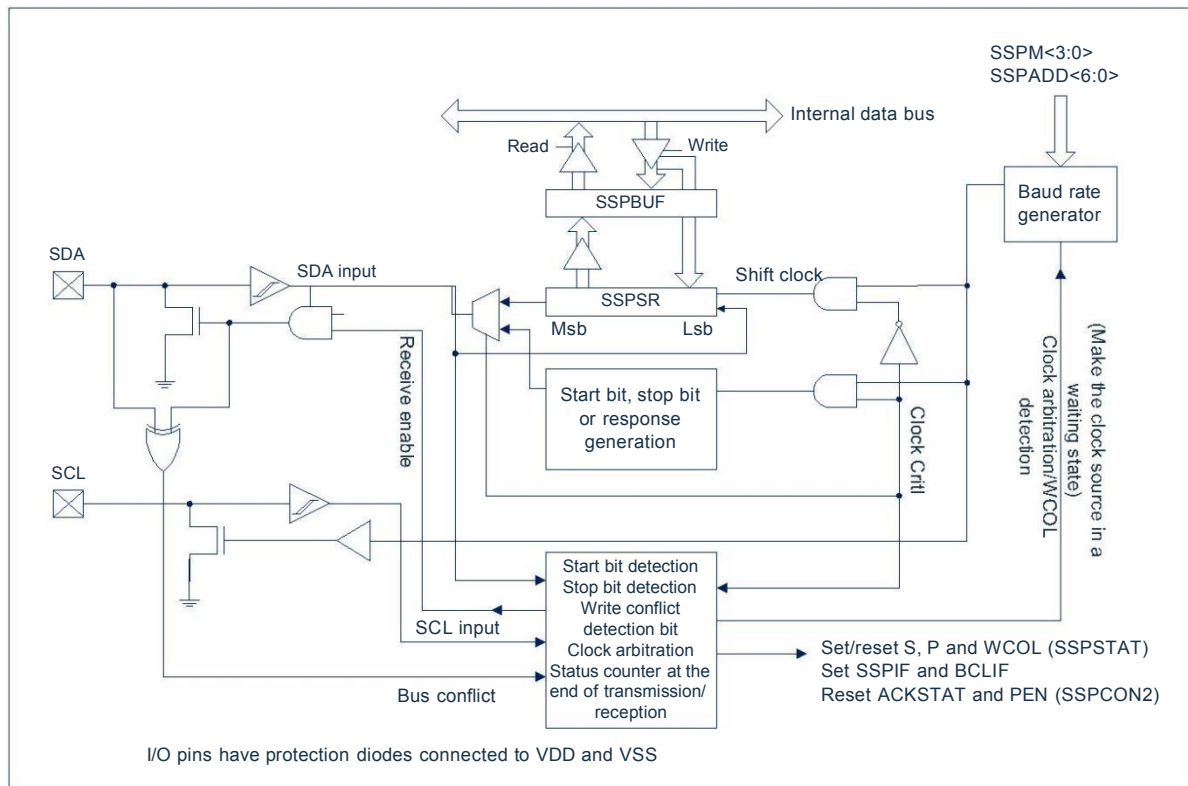 SSPM<3:0>
SSPADD<6:0>
Internal data bus
Read
Write
Baud rate
generator
SSPBUF
SDA
SDA input
Shift clock
SSPSR
Msb
Lsb
Receive enable
Start bit, stop bit
or response
generation
Clock Critl
(Make the clock source in a
waiting state)
Clock arbitration/WCOL
detection
SCL
Start bit detection
Stop bit detection
Write conflict
detection bit
Clock arbitration
Status counter at the
end of transmission/
reception
SCL input
Bus conflict
Set/reset S, P and WCOL (SSPSTAT)
Set SSPIF and BCLIF
Reset ACKSTAT and PEN (SSPCON2)
I/O pins have protection diodes connected to VDD and VSS